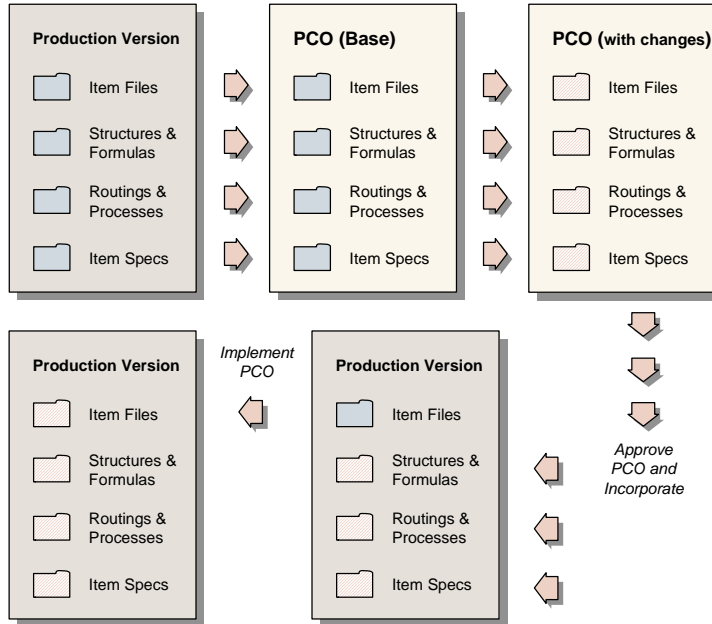 Production Version
Item Files
Structures &
Formulas
Routings &
Processes
Item Specs
PCO (Base)
Item Files
Structures &
Formulas
Routings &
Processes
Item Specs
PCO (with changes)
Item Files
Structures &
Formulas
Routings &
Processes
Item Specs
Approve
PCO and
Incorporate
Production Version
Item Files
Structures &
Formulas
Routings &
Processes
Item Specs
Implement
PCO
Production Version
Item Files
Structures &
Formulas
Routings &
Processes
Item Specs